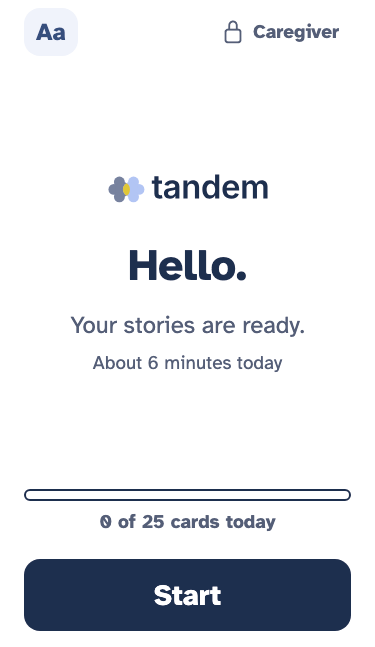 Aa
Caregiver
tandem
Hello.
Your stories are ready.
About 6 minutes today
0 of 25 cards today
Start